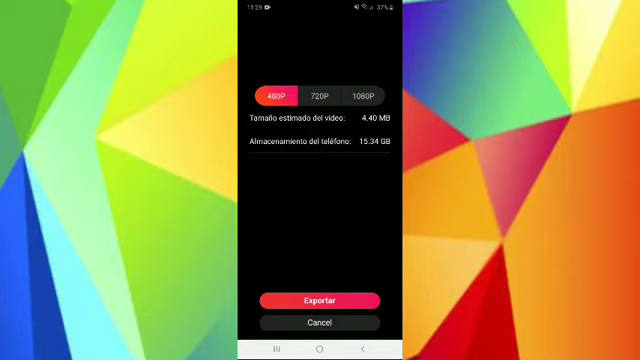 11:29
37%
480P 720P 1080P
Tamaño estimado del video: 4.40 MB
Almacenamiento del teléfono: 15.34 GB
Exportar
Cancel